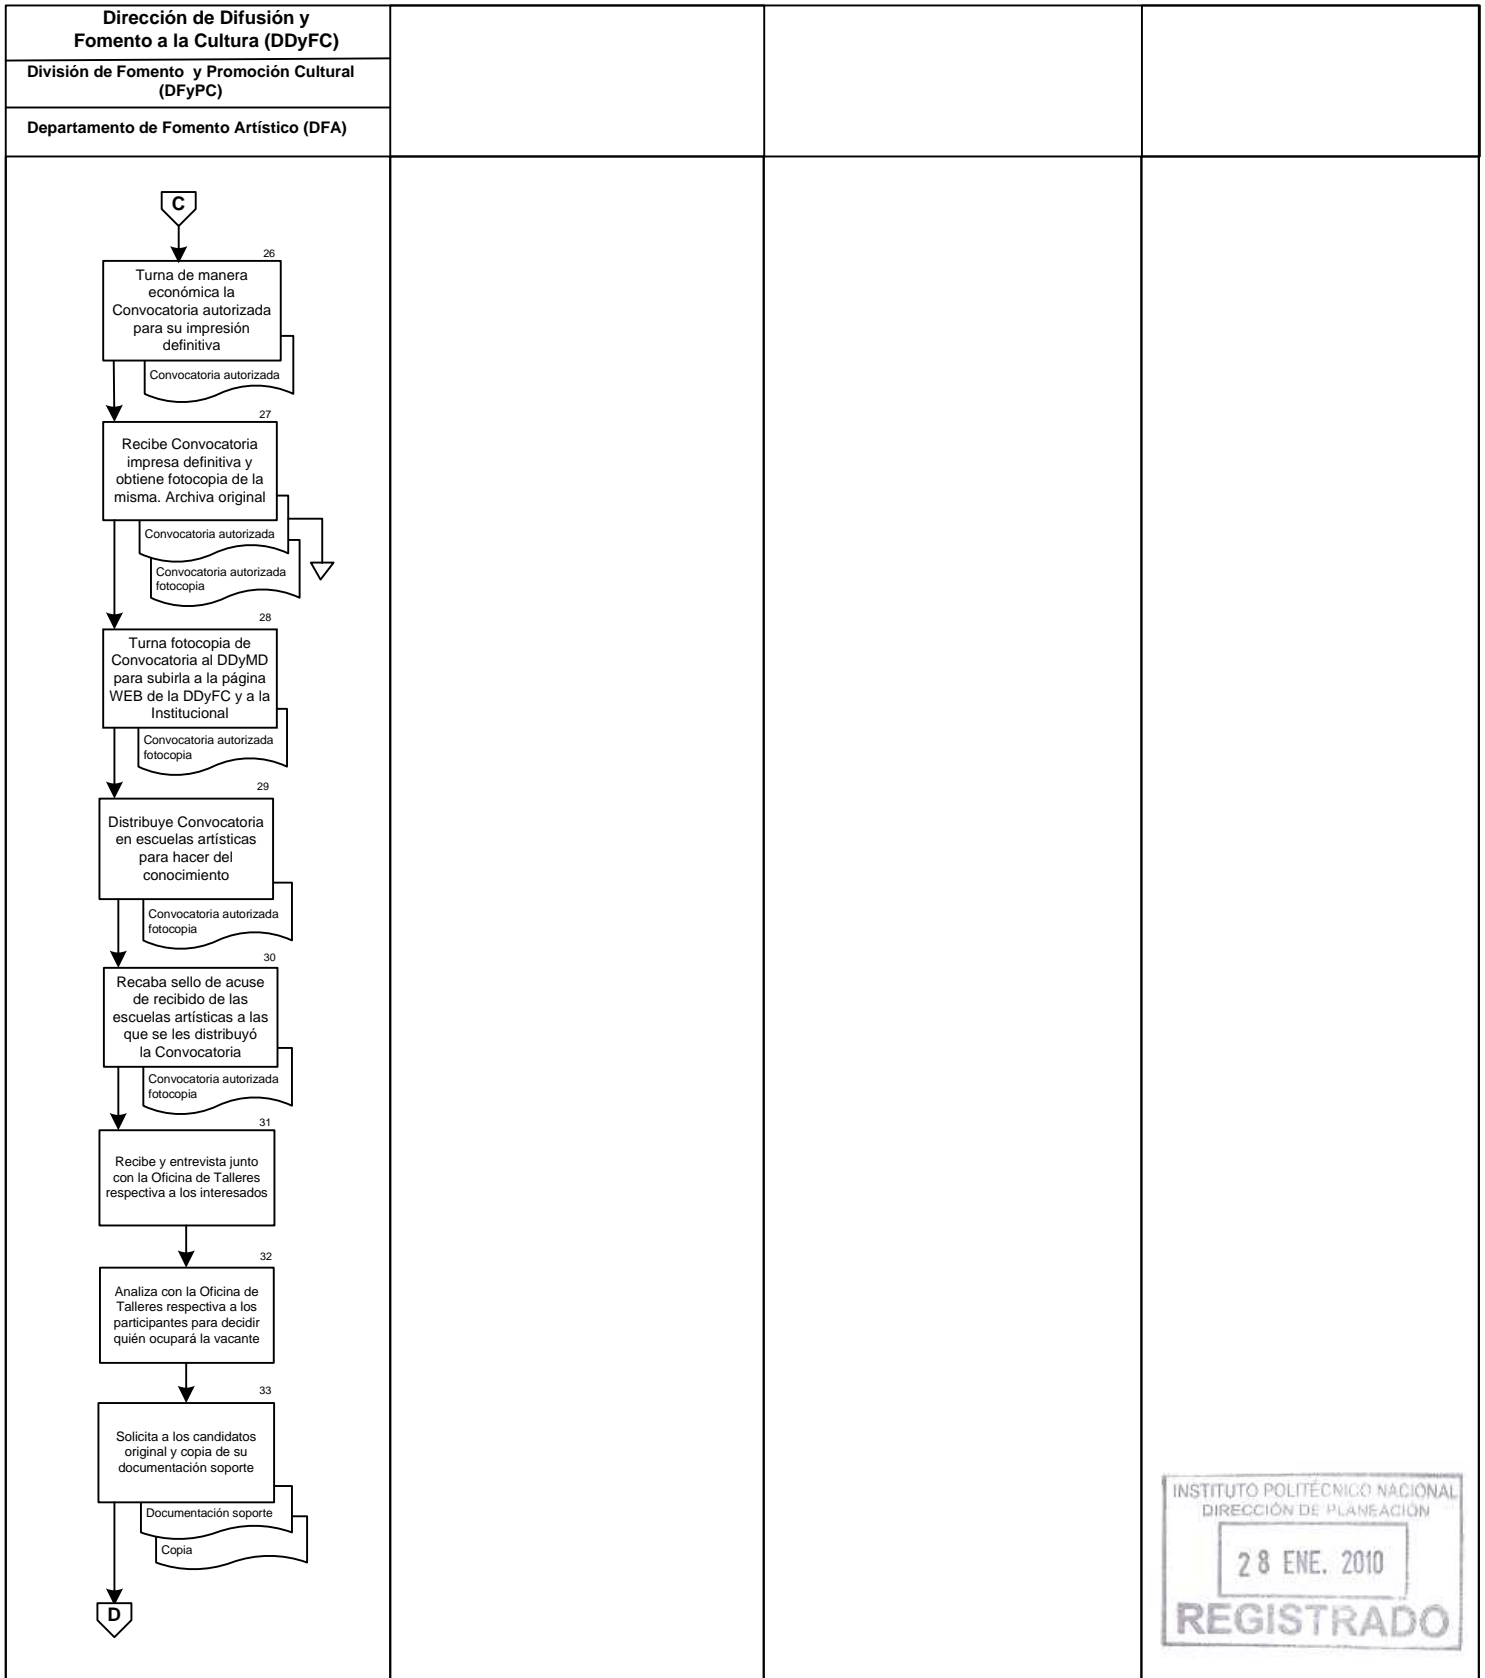 Dirección de Difusión y
Fomento a la Cultura (DDyFC)
División de Fomento y Promoción Cultural
(DFyPC)
Departamento de Fomento Artístico (DFA)
C
26
Turna de manera
económica la
Convocatoria autorizada
para su impresión
definitiva
Convocatoria autorizada
27
Recibe Convocatoria
impresa definitiva y
obtiene fotocopia de la
misma. Archiva original
Convocatoria autorizada
Convocatoria autorizada
fotocopia
28
Turna fotocopia de
Convocatoria al DDyMD
para subirla a la página
WEB de la DDyFC y a la
Institucional
Convocatoria autorizada
fotocopia
29
Distribuye Convocatoria
en escuelas artísticas
para hacer del
conocimiento
Convocatoria autorizada
fotocopia
30
Recaba sello de acuse
de recibido de las
escuelas artísticas a las
que se les distribuyó
la Convocatoria
Convocatoria autorizada
fotocopia
31
Recibe y entrevista junto
con la Oficina de Talleres
respectiva a los interesados
32
Analiza con la Oficina de
Talleres respectiva a los
participantes para decidir
quién ocupará la vacante
33
Solicita a los candidatos
original y copia de su
documentación soporte
Documentación soporte
Copia
D
INSTITUTO POLITÉCNICO NACIONAL
DIRECCIÓN DE PLANEACIÓN
28 ENE. 2010
REGISTRADO